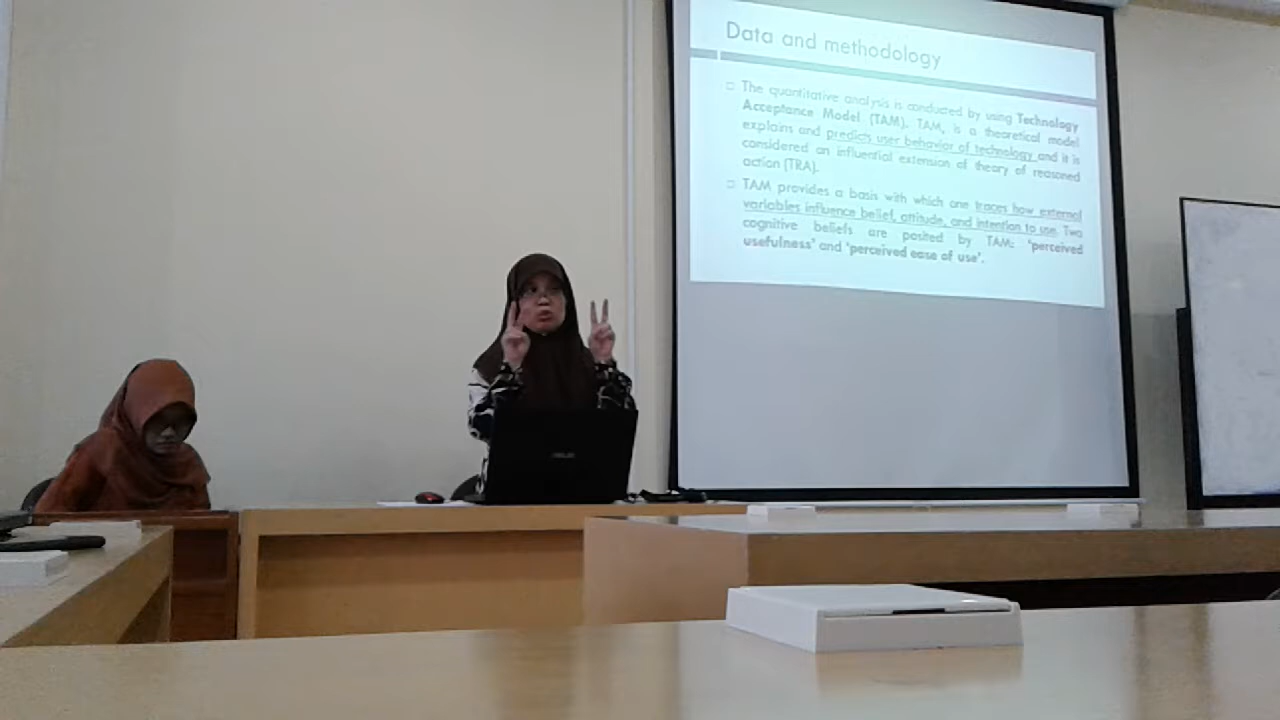 Data and methodology
The quantitative analysis is conducted by using Technology
Acceptance Model (TAM). TAM, is a theoretical model
explains and predicts user behavior of technology and it is
considered an influential extension of theory of reasoned
action (TRA).
TAM provides a basis with which one traces how external
variables influence belief, attitude, and intention to use. Two
cognitive beliefs are posited by TAM: 'perceived
usefulness' and 'perceived ease of use'.
ASUS